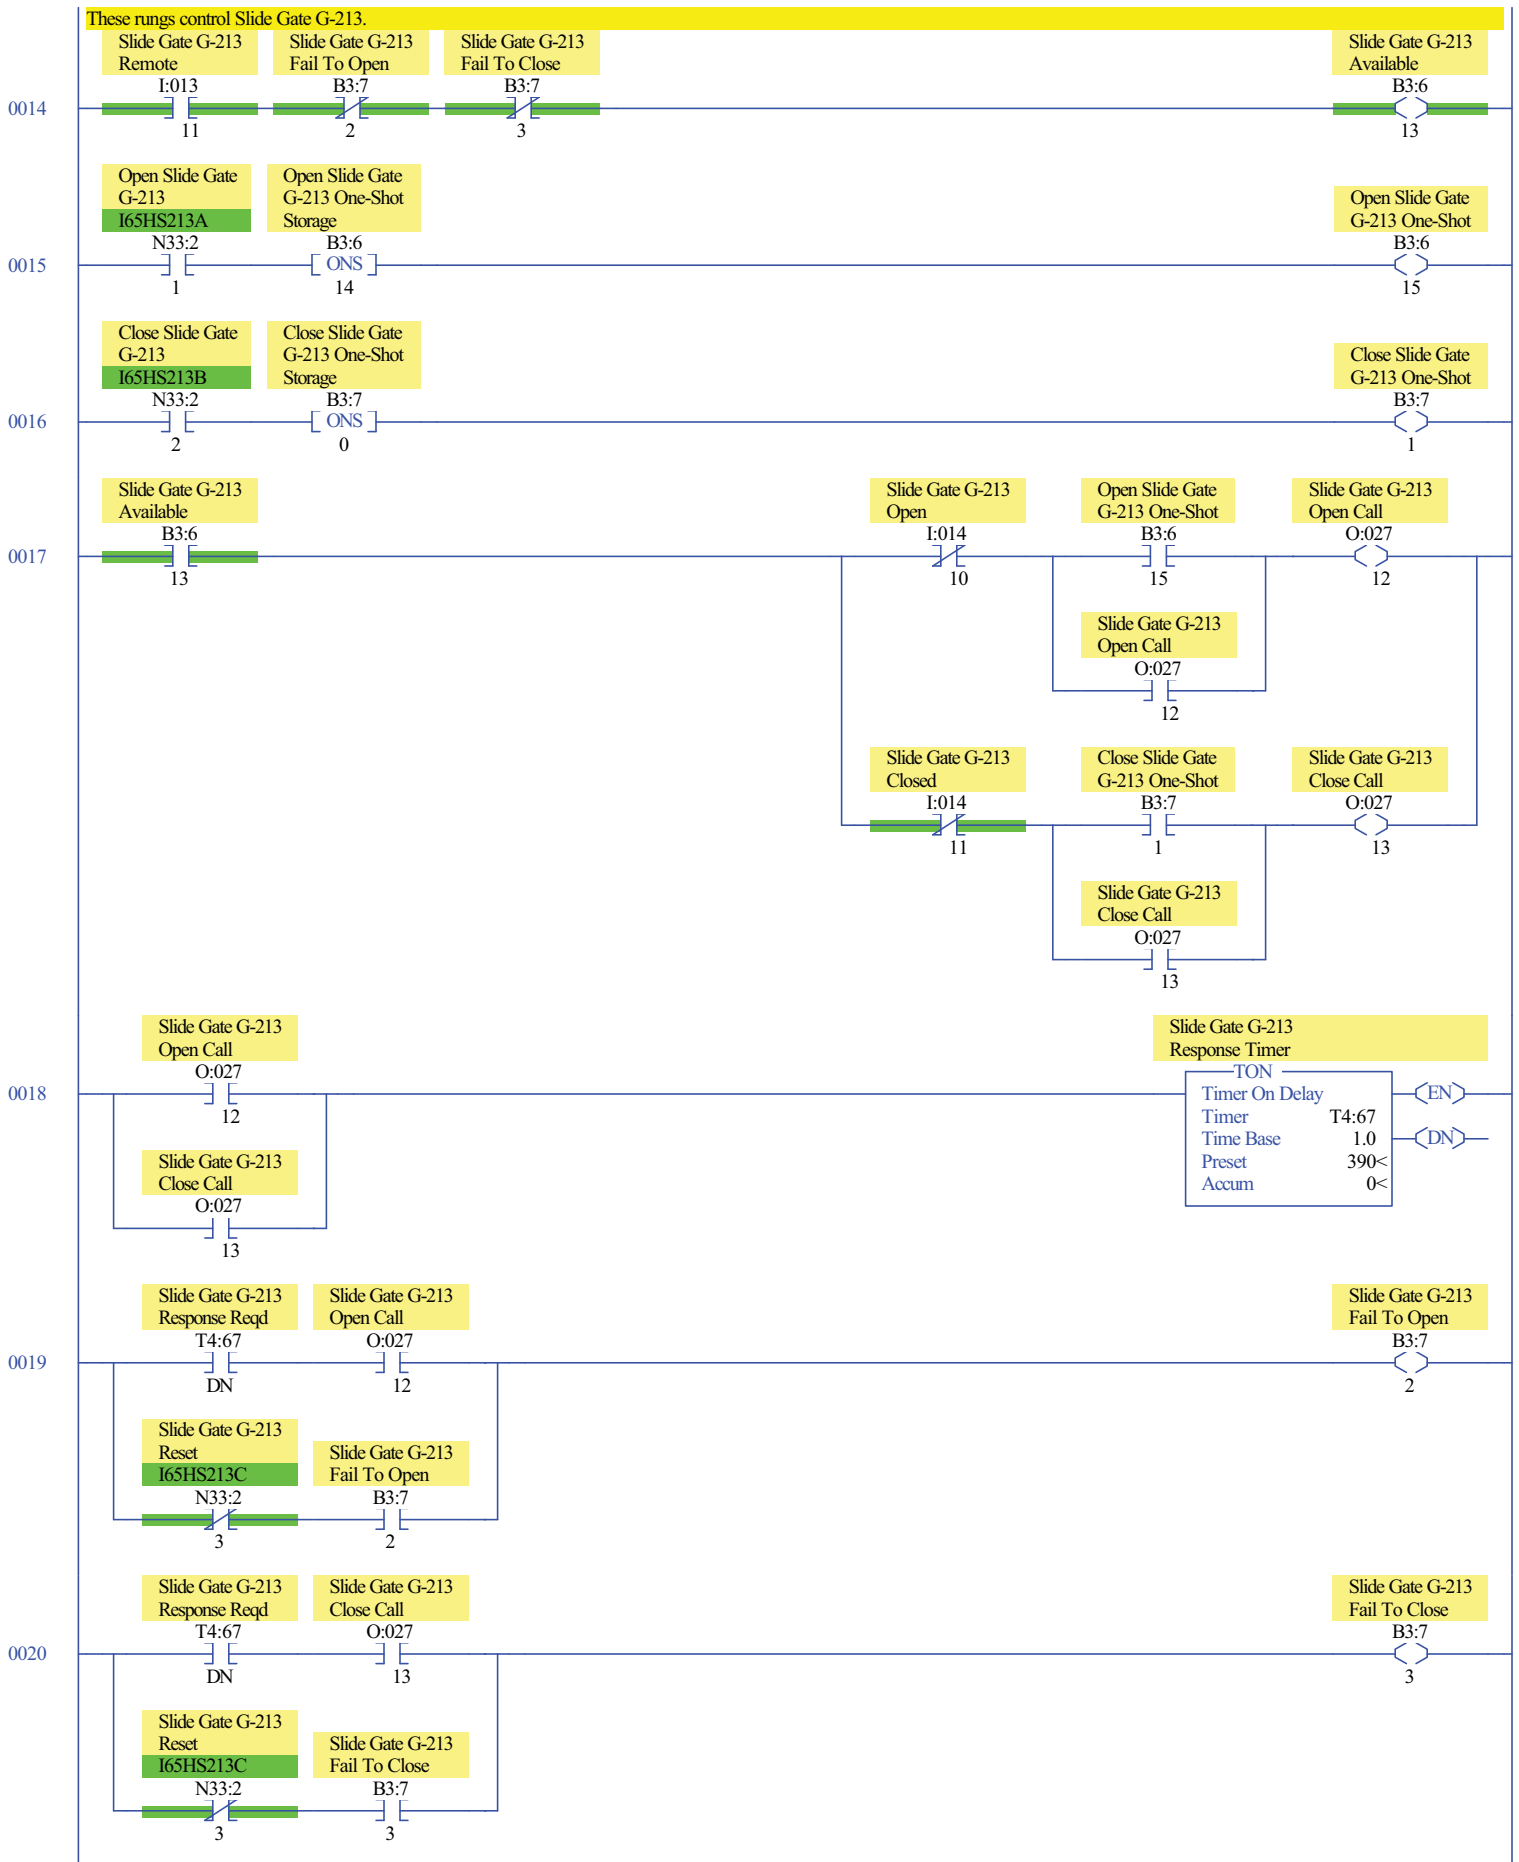 These rungs control Slide Gate G-213.
Slide Gate G-213 Slide Gate G-213 Slide Gate G-213 Slide Gate G-213
Remote Fail To Open Fail To Close Available
I:013 B3:7 B3:7 B3:6
0014
11 2 3 13
Open Slide Gate Open Slide Gate
G-213 G-213 One-Shot Open Slide Gate
I65HS213A Storage G-213 One-Shot
N33:2 B3:6 B3:6
0015 ONS
1 14 15
Close Slide Gate Close Slide Gate
G-213 G-213 One-Shot Close Slide Gate
I65HS213B Storage G-213 One-Shot
N33:2 B3:7 B3:7
0016 ONS
2 0 1
Slide Gate G-213 Slide Gate G-213 Open Slide Gate Slide Gate G-213
Available Open G-213 One-Shot Open Call
B3:6 I:014 B3:6 O:027
0017
13 10 15 12
Slide Gate G-213
Open Call
O:027
12
Slide Gate G-213 Close Slide Gate Slide Gate G-213
Closed G-213 One-Shot Close Call
I:014 B3:7 O:027
11 1 13
Slide Gate G-213
Close Call
O:027
13
Slide Gate G-213 Slide Gate G-213
Open Call Response Timer
O:027 TON
0018 Timer On Delay EN
12 Timer T4:67
Slide Gate G-213 Time Base 1.0 DN
Close Call Preset 390<
O:027 Accum 0<
13
Slide Gate G-213 Slide Gate G-213 Slide Gate G-213
Response Reqd Open Call Fail To Open
T4:67 O:027 B3:7
0019
DN 12 2
Slide Gate G-213
Reset Slide Gate G-213
I65HS213C Fail To Open
N33:2 B3:7
3 2
Slide Gate G-213 Slide Gate G-213 Slide Gate G-213
Response Reqd Close Call Fail To Close
T4:67 O:027 B3:7
0020
DN 13 3
Slide Gate G-213
Reset Slide Gate G-213
I65HS213C Fail To Close
N33:2 B3:7
3 3